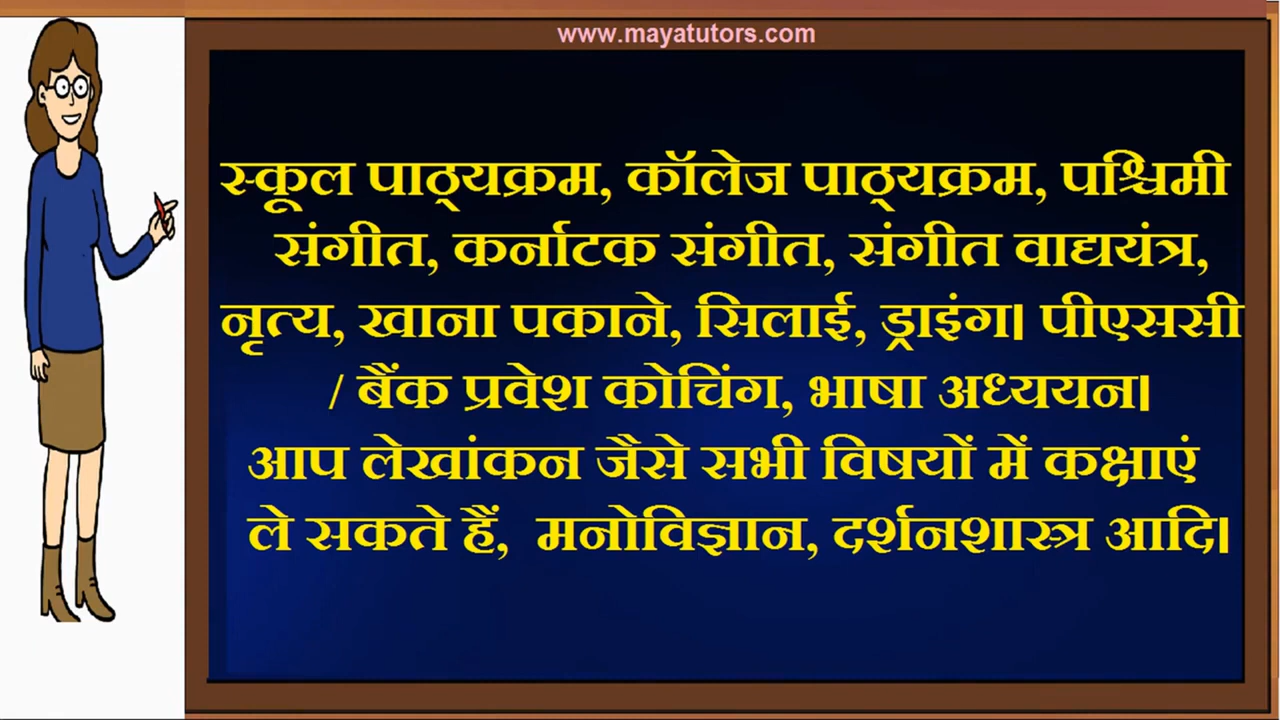 www.mayatutors.com
स्कूल पाठ्यक्रम, कॉलेज पाठ्यक्रम, पश्चिमी
संगीत, कर्नाटक संगीत, संगीत वाद्ययंत्र,
नृत्य, खाना पकाने, सिलाई, ड्राइंग। पीएससी
/ बैंक प्रवेश कोचिंग, भाषा अध्ययन।
आप लेखांकन जैसे सभी विषयों में कक्षाएं
ले सकते हैं, मनोविज्ञान, दर्शनशास्त्र आदि।